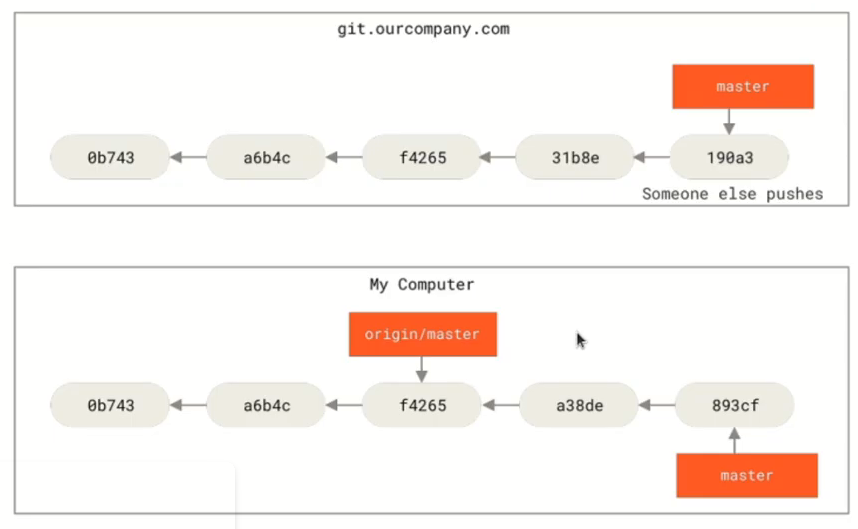 git.ourcompany.com
master
0b743
a6b4c
f4265
31b8e
190a3
Someone else pushes
My Computer
origin/master
0b743
a6b4c
f4265
a38de
893cf
master